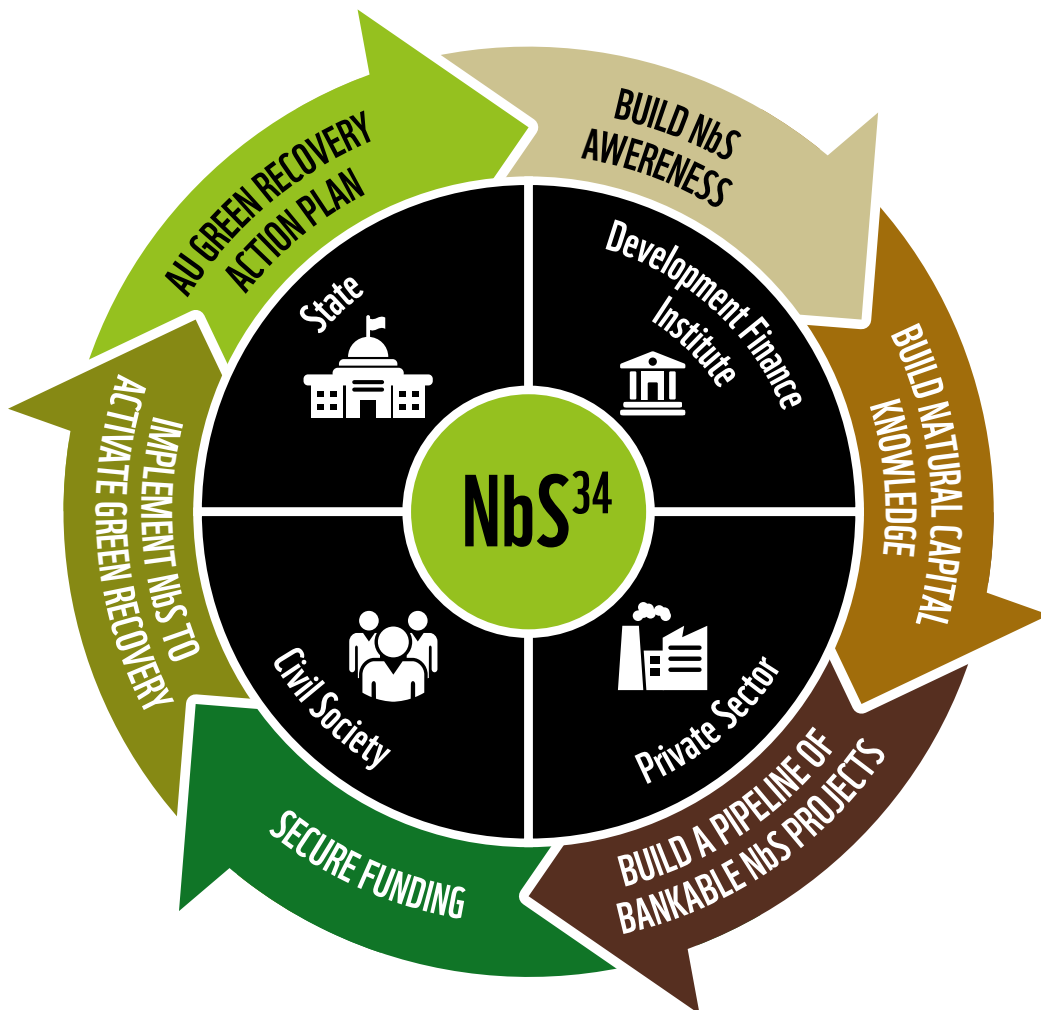 AU GREEN RECOVERY
ACTION PLAN
BUILD NbS
AWERENESS
BUILD NATURAL CAPITAL
KNOWLEDGE
BUILD A PIPELINE OF
BANKABLE NbS PROJECTS
SECURE FUNDING
IMPLEMENT NbS TO
ACTIVATE GREEN RECOVERY
State
Development Finance
Institute
Private Sector
Civil Society
NbS³⁴